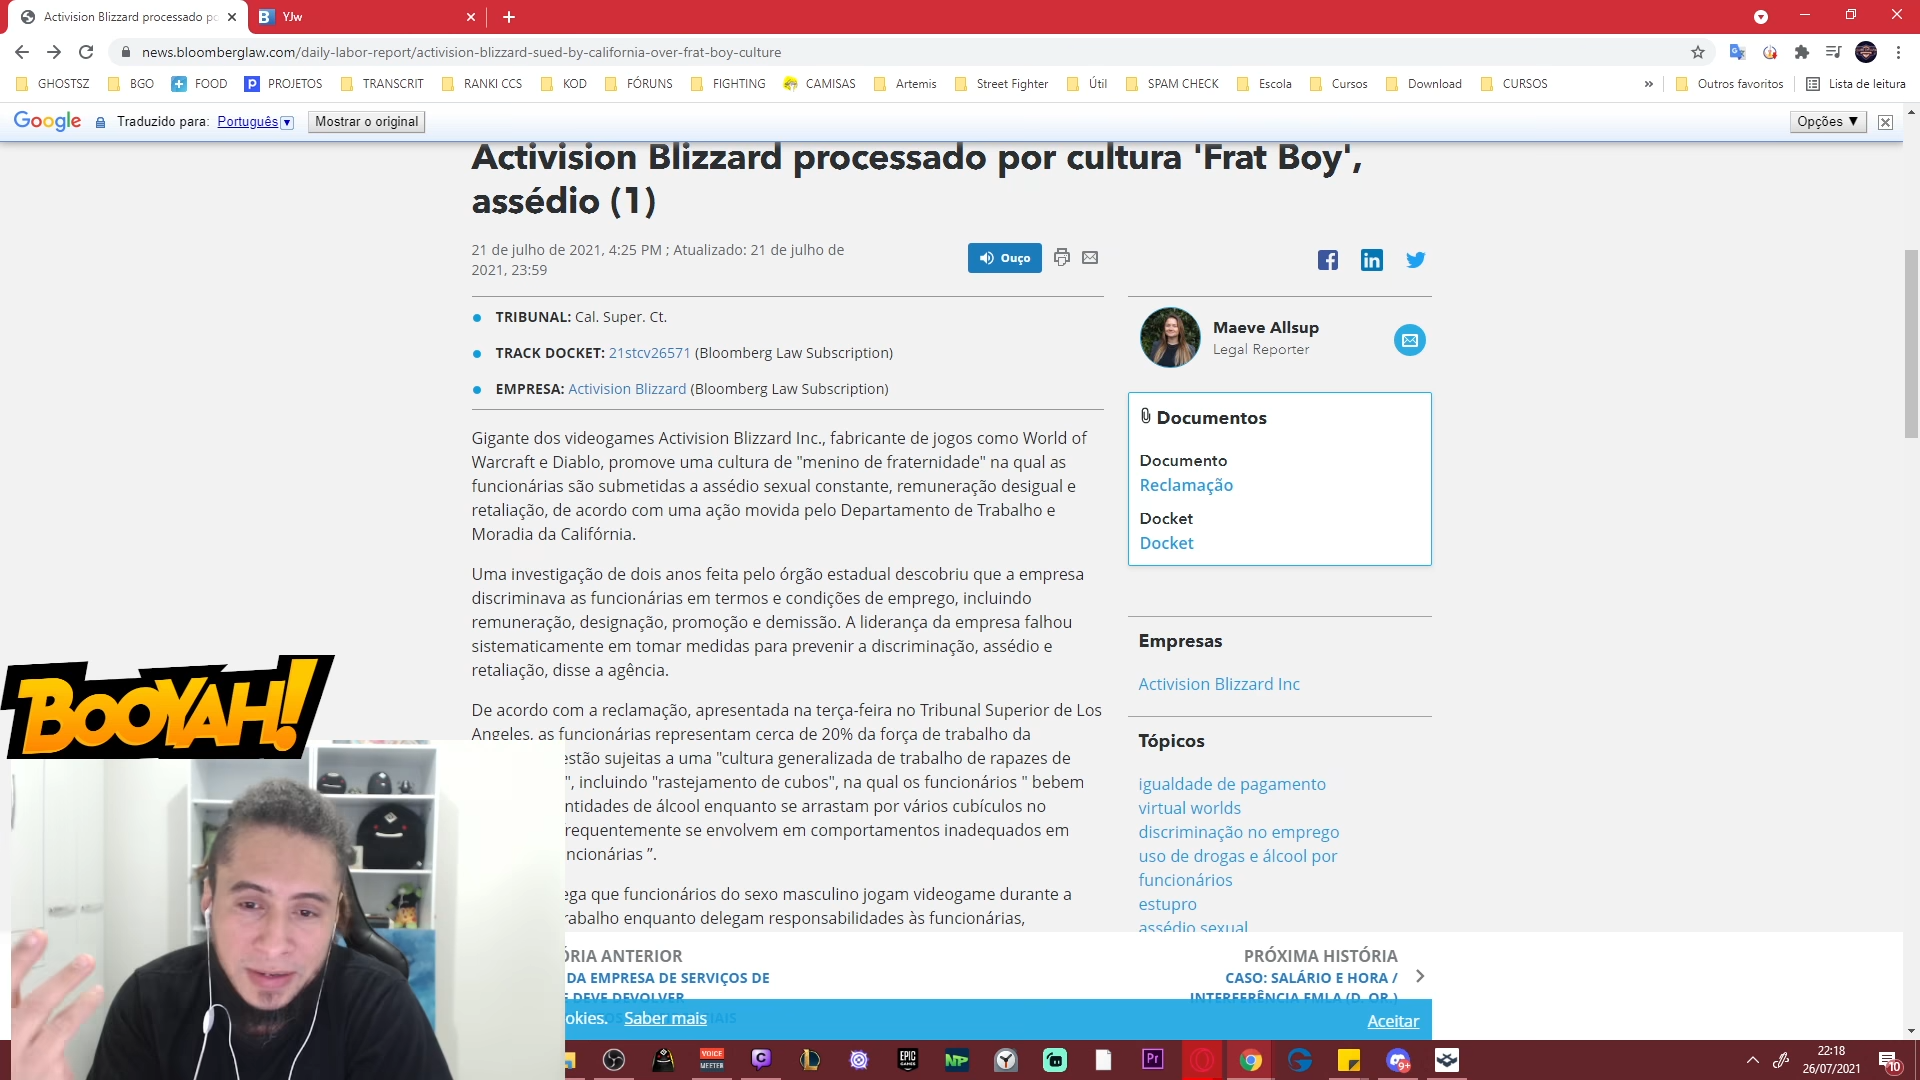 Activision Blizzard processado po
YJw
news.bloomberglaw.com/daily-labor-report/activision-blizzard-sued-by-california-over-frat-boy-culture
GHOSTSZ BGO FOOD PROJETOS TRANSCRIT RANKI CCS KOD FÓRUNS FIGHTING CAMISAS Artemis Street Fighter Útil SPAM CHECK Escola Cursos Download CURSOS » Outros favoritos Lista de leitura
Google Traduzido para: Português Mostrar o original Opções ▼
Activision Blizzard processado por cultura 'Frat Boy',
assédio (1)
21 de julho de 2021, 4:25 PM ; Atualizado: 21 de julho de
2021, 23:59
Ouço
TRIBUNAL: Cal. Super. Ct.
TRACK DOCKET: 21stcv26571 (Bloomberg Law Subscription)
EMPRESA: Activision Blizzard (Bloomberg Law Subscription)
Gigante dos videogames Activision Blizzard Inc., fabricante de jogos como World of
Warcraft e Diablo, promove uma cultura de "menino de fraternidade" na qual as
funcionárias são submetidas a assédio sexual constante, remuneração desigual e
retaliação, de acordo com uma ação movida pelo Departamento de Trabalho e
Moradia da Califórnia.
Uma investigação de dois anos feita pelo órgão estadual descobriu que a empresa
discriminava as funcionárias em termos e condições de emprego, incluindo
remuneração, designação, promoção e demissão. A liderança da empresa falhou
sistematicamente em tomar medidas para prevenir a discriminação, assédio e
retaliação, disse a agência.
De acordo com a reclamação, apresentada na terça-feira no Tribunal Superior de Los
Angeles, as funcionárias representam cerca de 20% da força de trabalho da
estão sujeitas a uma "cultura generalizada de trabalho de rapazes de
", incluindo "rastejamento de cubos", na qual os funcionários " bebem
ntidades de álcool enquanto se arrastam por vários cubículos no
requentemente se envolvem em comportamentos inadequados em
ncionárias ”.
ega que funcionários do sexo masculino jogam videogame durante a
rabalho enquanto delegam responsabilidades às funcionárias,
Maeve Allsup
Legal Reporter
Documentos
Documento
Reclamação
Docket
Docket
Empresas
Activision Blizzard Inc
Tópicos
igualdade de pagamento
virtual worlds
discriminação no emprego
uso de drogas e álcool por
funcionários
estupro
assédio sexual
ÓRIA ANTERIOR
DA EMPRESA DE SERVIÇOS DE
E DEVE DEVOLVER
PRÓXIMA HISTÓRIA
CASO: SALÁRIO E HORA /
INTERFERÊNCIA FMLA (D. OR.)
okies. Saber mais
Aceitar
BOOYAH!
VOICE
MEETER
EPIC
GAMES
NP
Pr
9+
22:18
26/07/2021
10